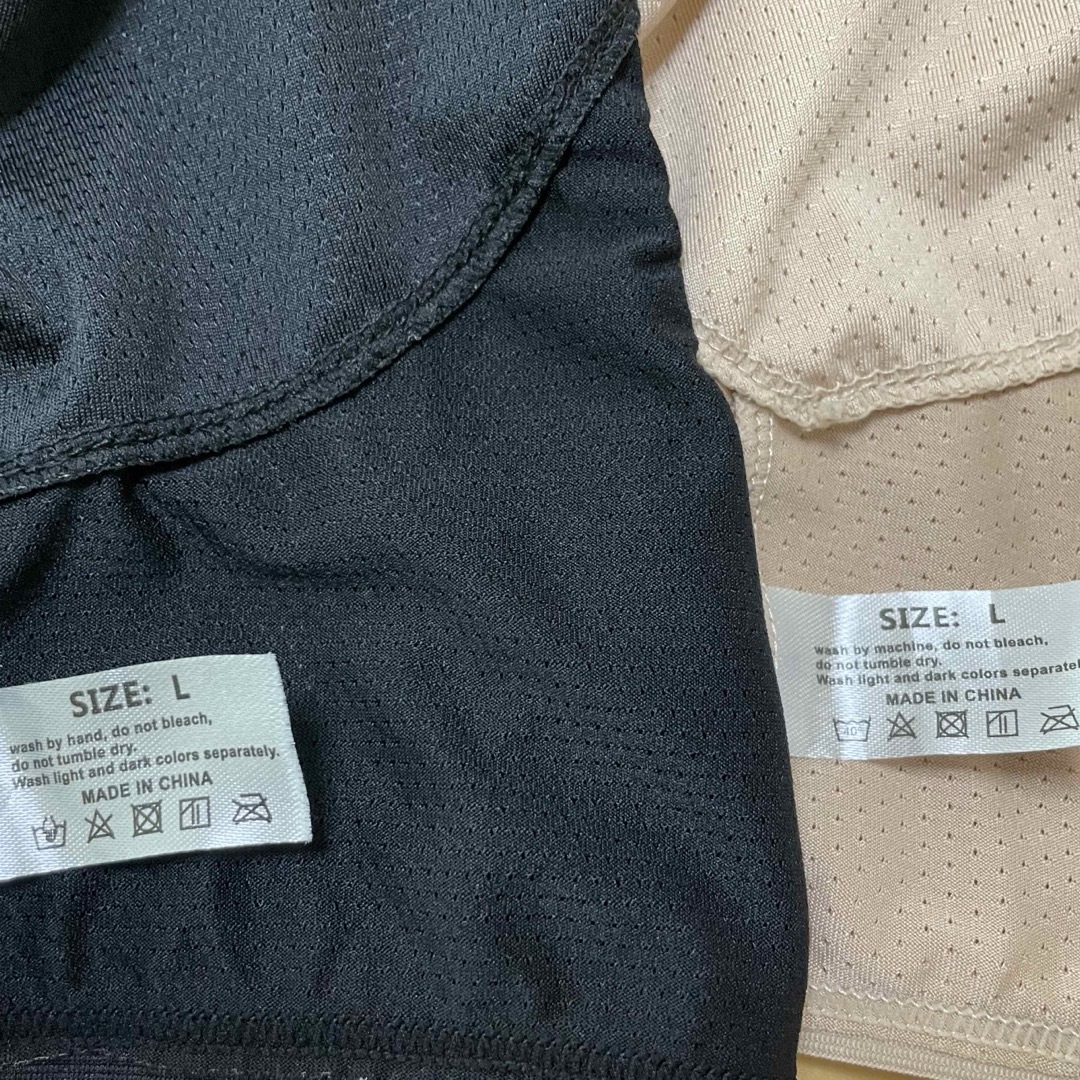 SIZE: L
wash by hand, do not bleach,
do not tumble dry.
Wash light and dark colors separately.
MADE IN CHINA
SIZE: L
wash by machine, do not bleach,
do not tumble dry.
Wash light and dark colors separatel
MADE IN CHINA
40°